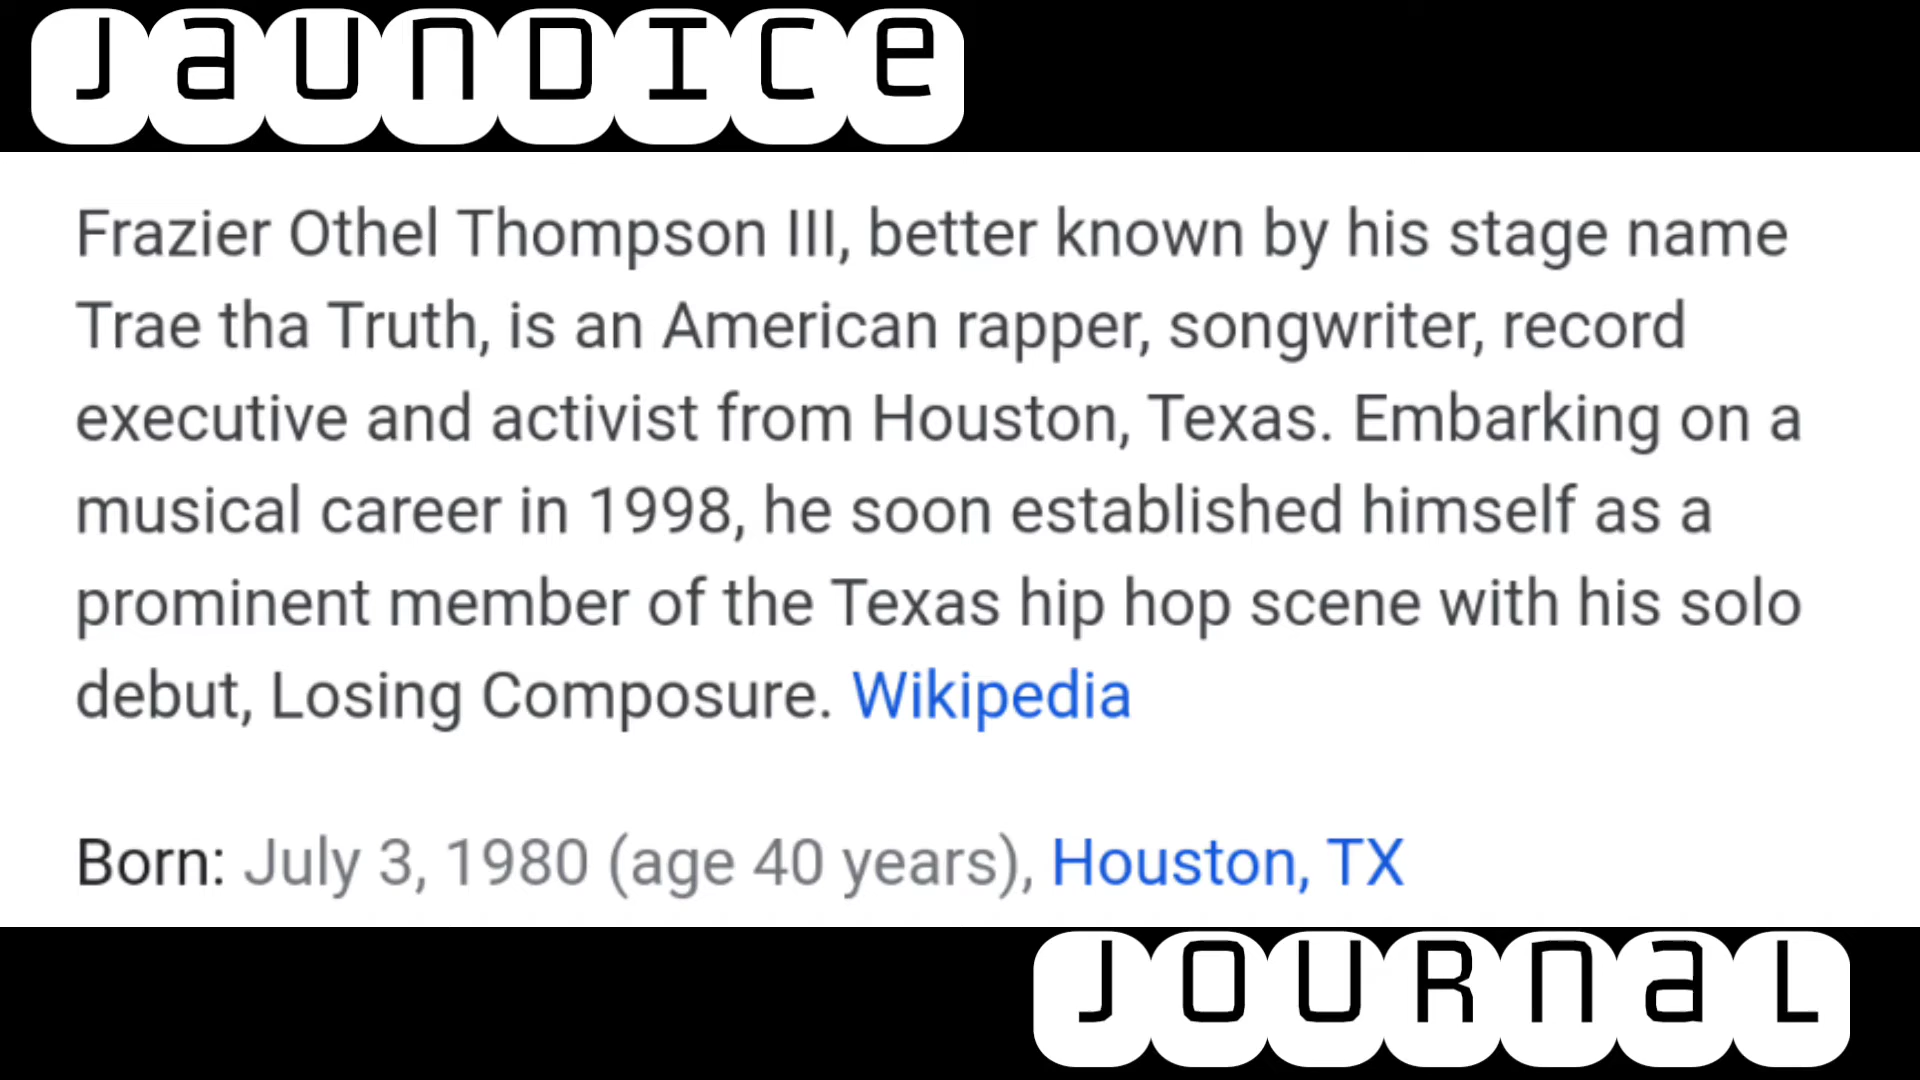 JaunDICe
Frazier Othel Thompson III, better known by his stage name
Trae tha Truth, is an American rapper, songwriter, record
executive and activist from Houston, Texas. Embarking on a
musical career in 1998, he soon established himself as a
prominent member of the Texas hip hop scene with his solo
debut, Losing Composure. Wikipedia
Born: July 3, 1980 (age 40 years), Houston, TX
JOURnaL